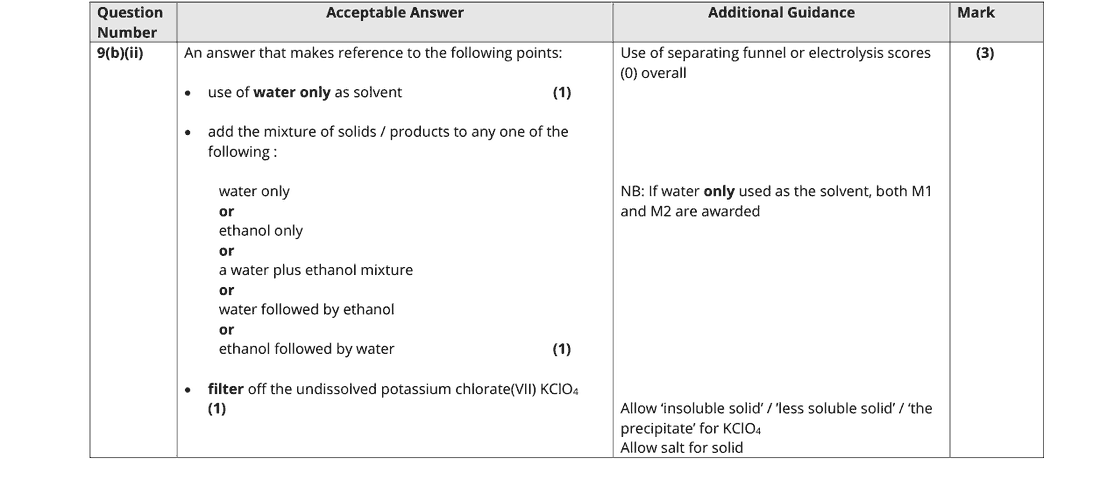 Question Number
Acceptable Answer
Additional Guidance
Mark
9(b)(ii)
An answer that makes reference to the following points:
• use of water only as solvent (1)
• add the mixture of solids / products to any one of the
following :
water only
or
ethanol only
or
a water plus ethanol mixture
or
water followed by ethanol
or
ethanol followed by water (1)
• filter off the undissolved potassium chlorate(VII) KClO₄
(1)
Use of separating funnel or electrolysis scores
(0) overall
NB: If water only used as the solvent, both M1
and M2 are awarded
Allow ‘insoluble solid’ / ‘less soluble solid’ / ‘the
precipitate’ for KClO₄
Allow salt for solid
(3)